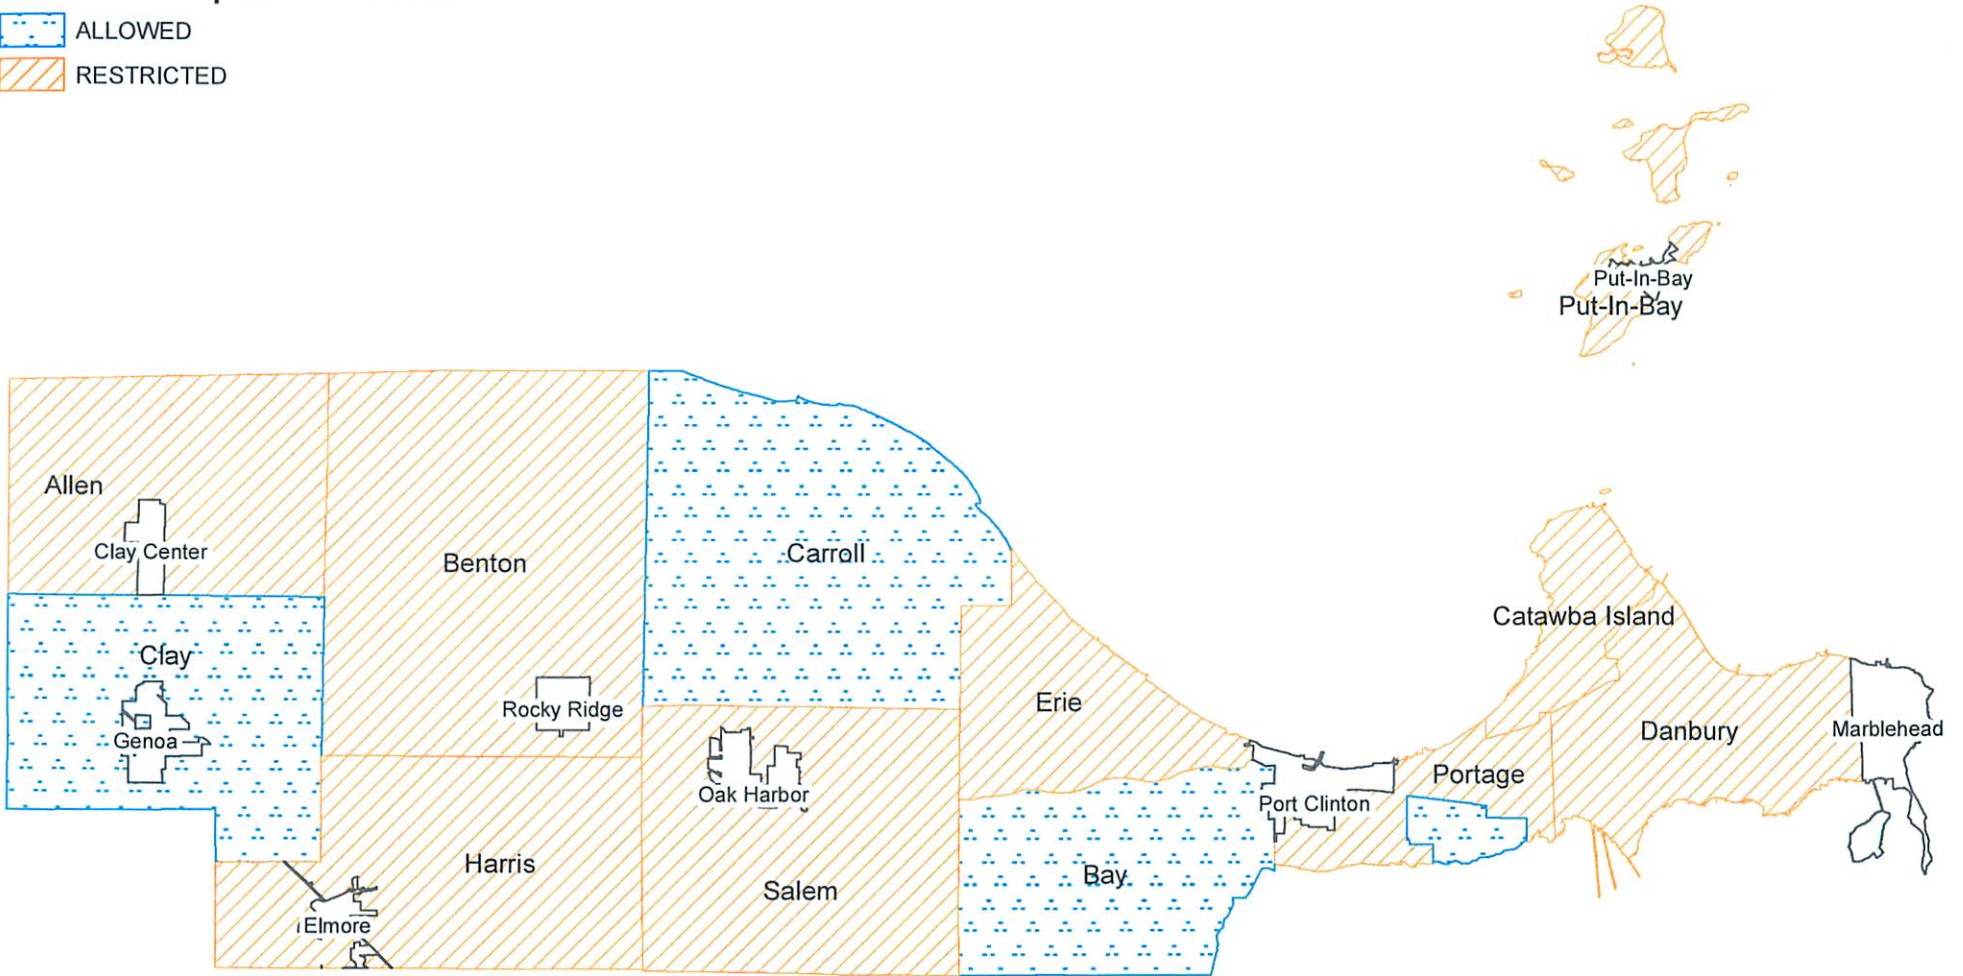 ALLOWED
RESTRICTED
Put-In-Bay
Put-In-Bay
Allen
Clay Center
Benton
Carroll
Catawba Island
Clay
Rocky Ridge
Erie
Genoa
Danbury
Marblehead
Oak Harbor
Portage
Port Clinton
Harris
Salem
Bay
Elmore